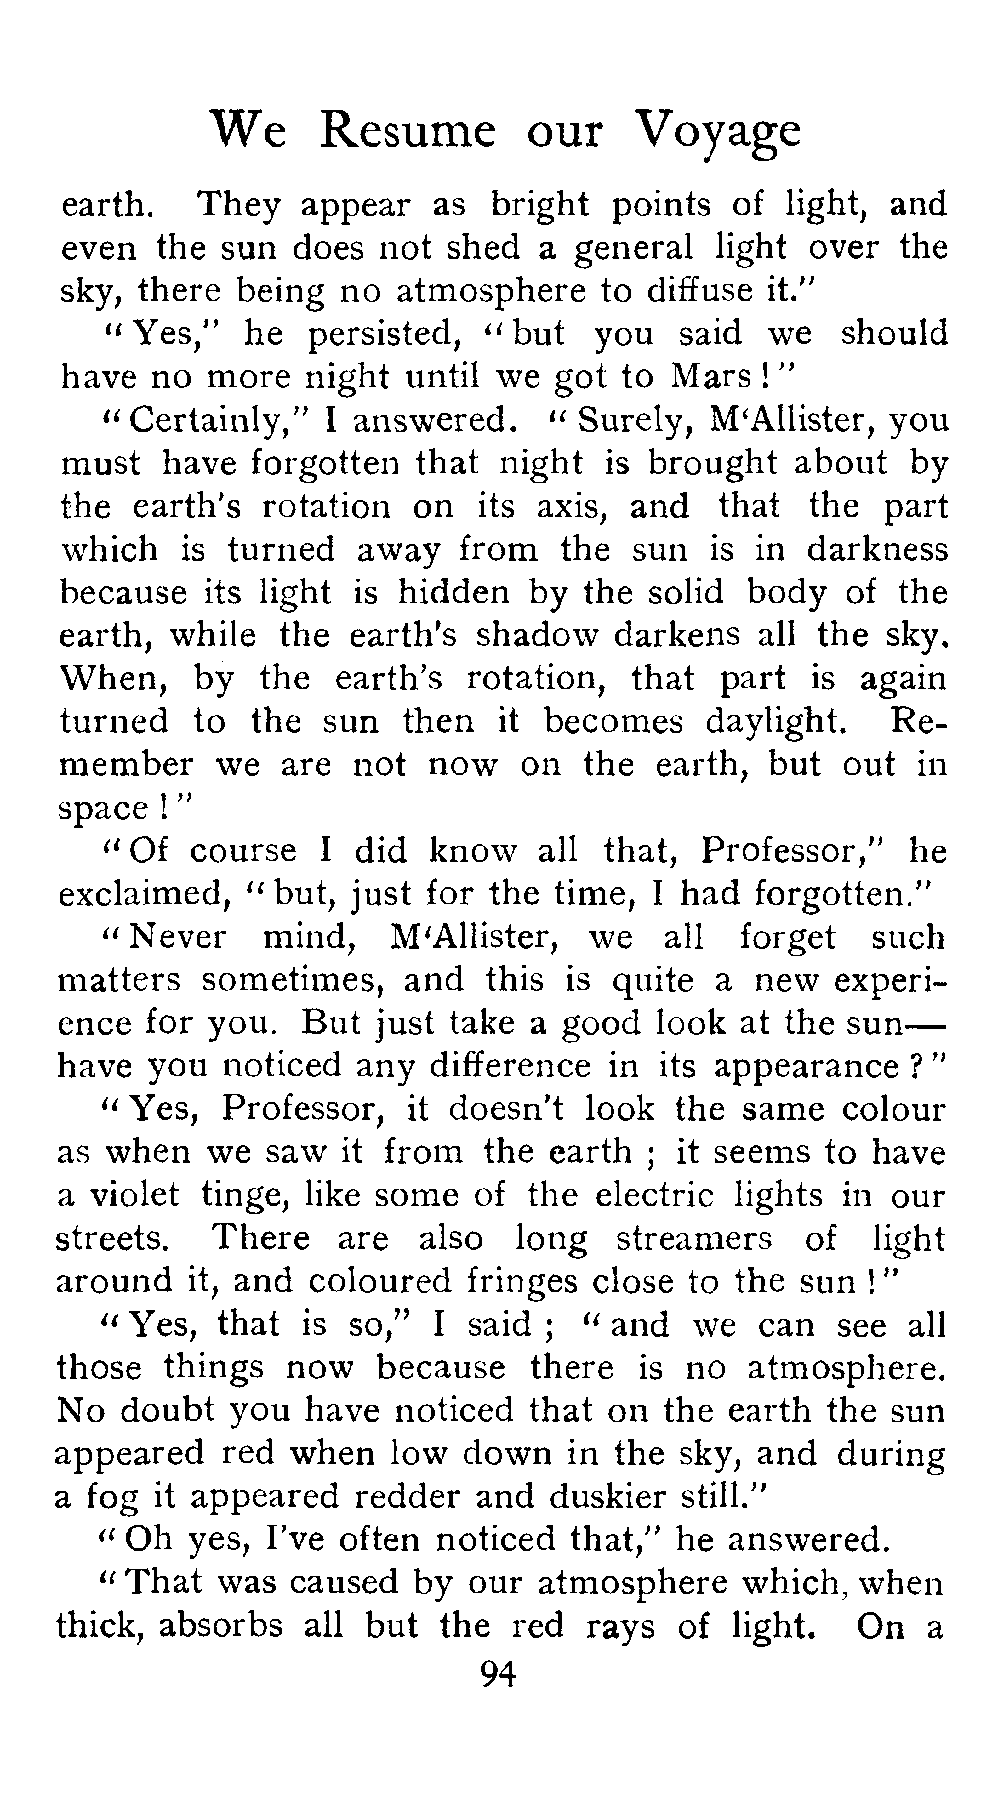 We Resume our Voyage
earth. They appear as bright points of light, and
even the sun does not shed a general light over the
sky, there being no atmosphere to diffuse it."
"Yes," he persisted, "but you said we should
have no more night until we got to Mars!"
"Certainly," I answered. "Surely, M‘Allister, you
must have forgotten that night is brought about by
the earth's rotation on its axis, and that the part
which is turned away from the sun is in darkness
because its light is hidden by the solid body of the
earth, while the earth's shadow darkens all the sky.
When, by the earth's rotation, that part is again
turned to the sun then it becomes daylight. Re-
member we are not now on the earth, but out in
space!"
"Of course I did know all that, Professor," he
exclaimed, "but, just for the time, I had forgotten."
"Never mind, M‘Allister, we all forget such
matters sometimes, and this is quite a new experi-
ence for you. But just take a good look at the sun—
have you noticed any difference in its appearance?"
"Yes, Professor, it doesn't look the same colour
as when we saw it from the earth; it seems to have
a violet tinge, like some of the electric lights in our
streets. There are also long streamers of light
around it, and coloured fringes close to the sun!"
"Yes, that is so," I said; "and we can see all
those things now because there is no atmosphere.
No doubt you have noticed that on the earth the sun
appeared red when low down in the sky, and during
a fog it appeared redder and duskier still."
"Oh yes, I've often noticed that," he answered.
"That was caused by our atmosphere which, when
thick, absorbs all but the red rays of light. On a
94